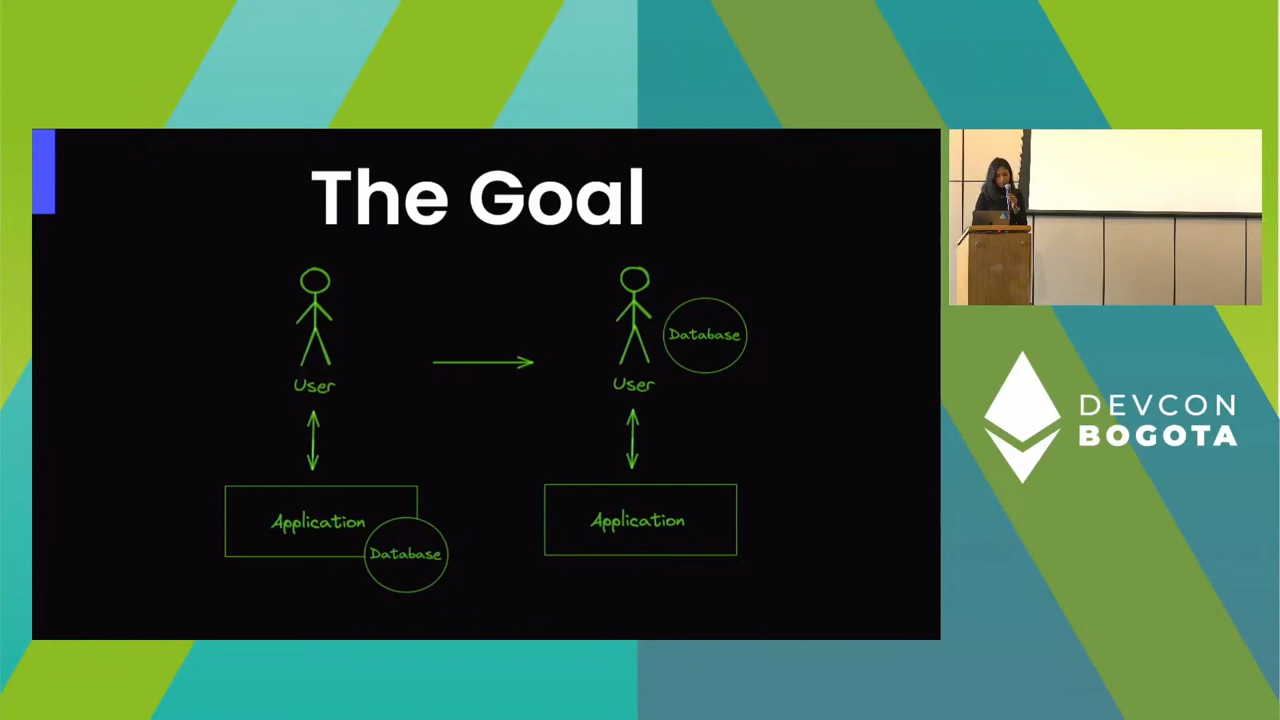 The Goal
User
Application
Database
User
Database
Application
DEVCON
BOGOTA